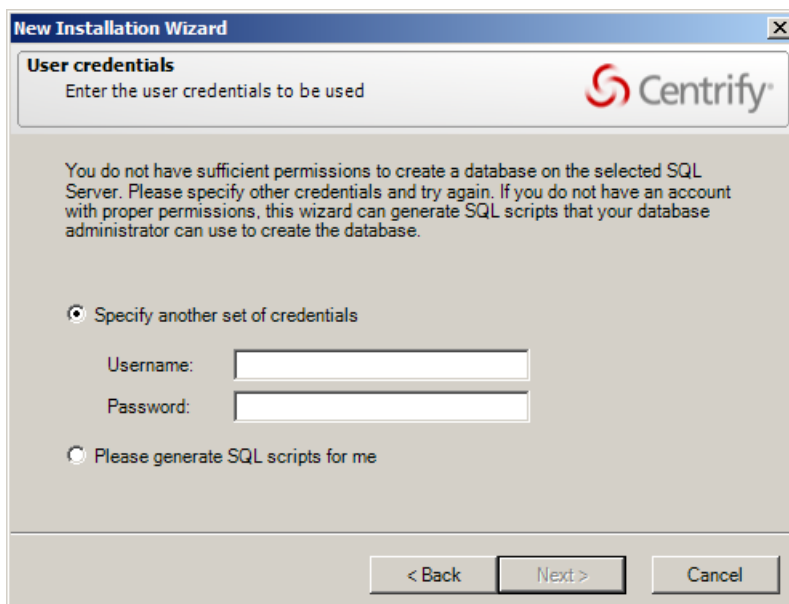 New Installation Wizard
User credentials
Enter the user credentials to be used
Centrify
You do not have sufficient permissions to create a database on the selected SQL
Server. Please specify other credentials and try again. If you do not have an account
with proper permissions, this wizard can generate SQL scripts that your database
administrator can use to create the database.
Specify another set of credentials
Username:
Password:
Please generate SQL scripts for me
< Back Next > Cancel